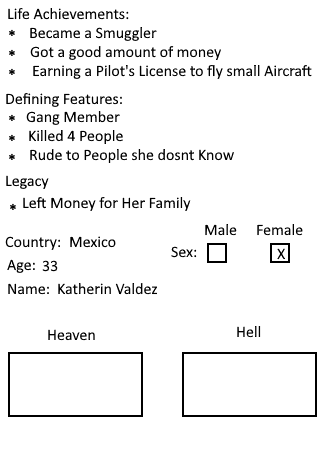 Life Achievements:
* Became a Smuggler
* Got a good amount of money
* Earning a Pilot's License to fly small Aircraft
Defining Features:
* Gang Member
* Killed 4 People
* Rude to People she dosnt Know
Legacy
* Left Money for Her Family
Male Female
Country: Mexico
Sex: X
Age: 33
Name: Katherin Valdez
Heaven Hell